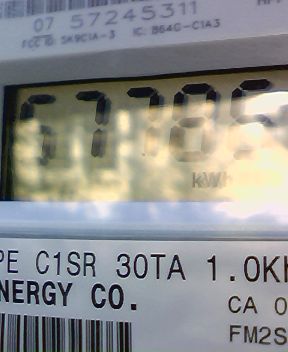 07 57245311
FCC ID: SK9C1A-3 IC: 864G-C1A3
67785
kWh
PE C1SR 30TA 1.0Kh
NERGY CO.
CA 0
FM2S